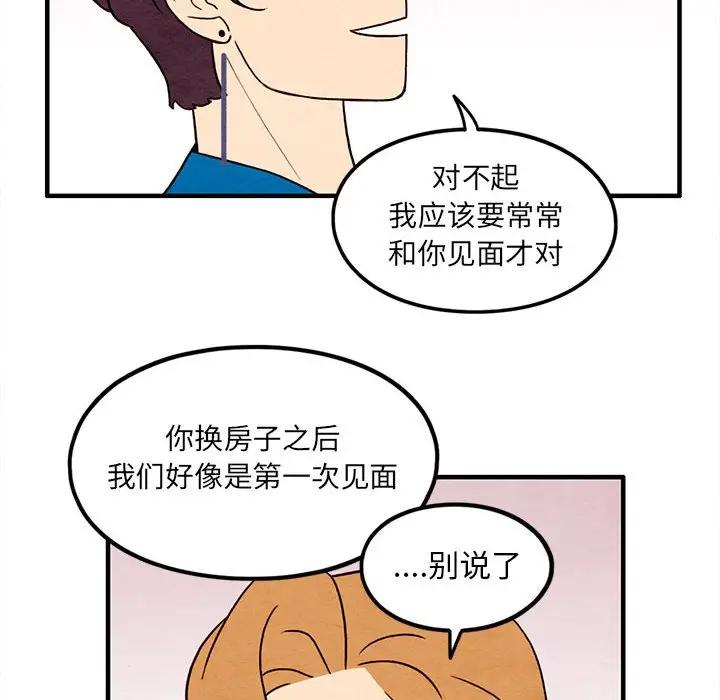 对不起
我应该要常常
和你见面才对
你换房子之后
我们好像是第一次见面
....别说了